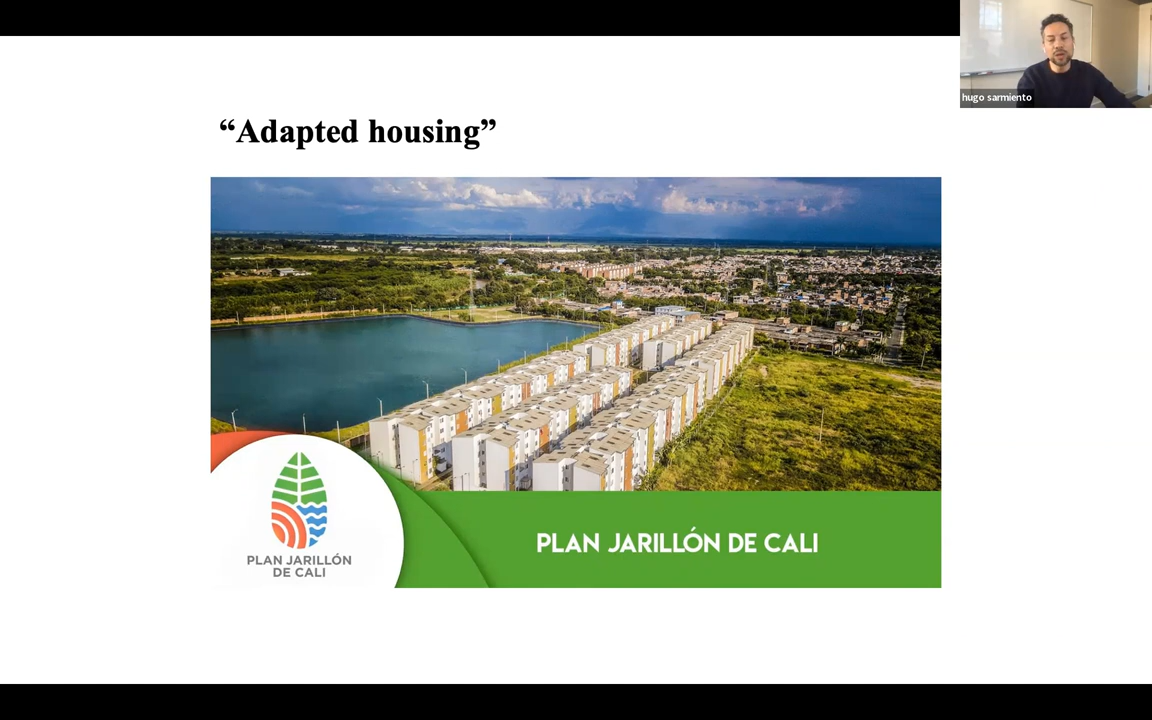 hugo sarmiento
“Adapted housing”
PLAN JARILLÓN
DE CALI
PLAN JARILLÓN DE CALI